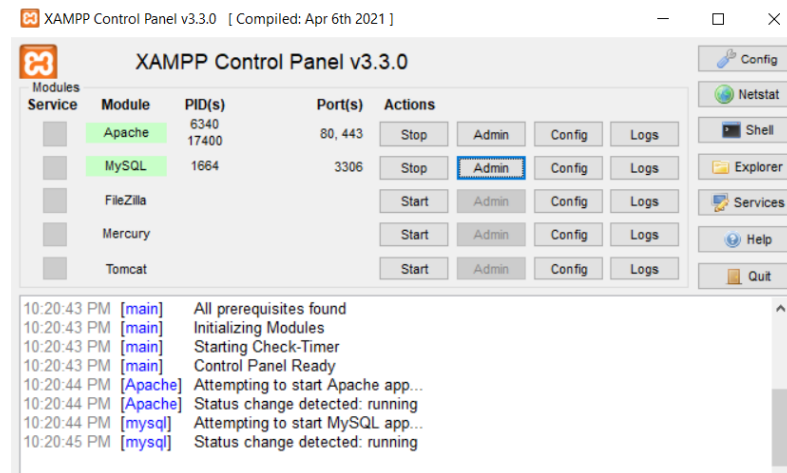 XAMPP Control Panel v3.3.0 [ Compiled: Apr 6th 2021 ]
XAMPP Control Panel v3.3.0
Config
Modules
Service Module PID(s) Port(s) Actions
Netstat
Apache 6340 17400 80, 443 Stop Admin Config Logs
Shell
MySQL 1664 3306 Stop Admin Config Logs
Explorer
FileZilla Start Admin Config Logs
Services
Mercury Start Admin Config Logs
Help
Tomcat Start Admin Config Logs
Quit
10:20:43 PM [main] All prerequisites found
10:20:43 PM [main] Initializing Modules
10:20:43 PM [main] Starting Check-Timer
10:20:43 PM [main] Control Panel Ready
10:20:44 PM [Apache] Attempting to start Apache app...
10:20:44 PM [Apache] Status change detected: running
10:20:44 PM [mysql] Attempting to start MySQL app...
10:20:45 PM [mysql] Status change detected: running